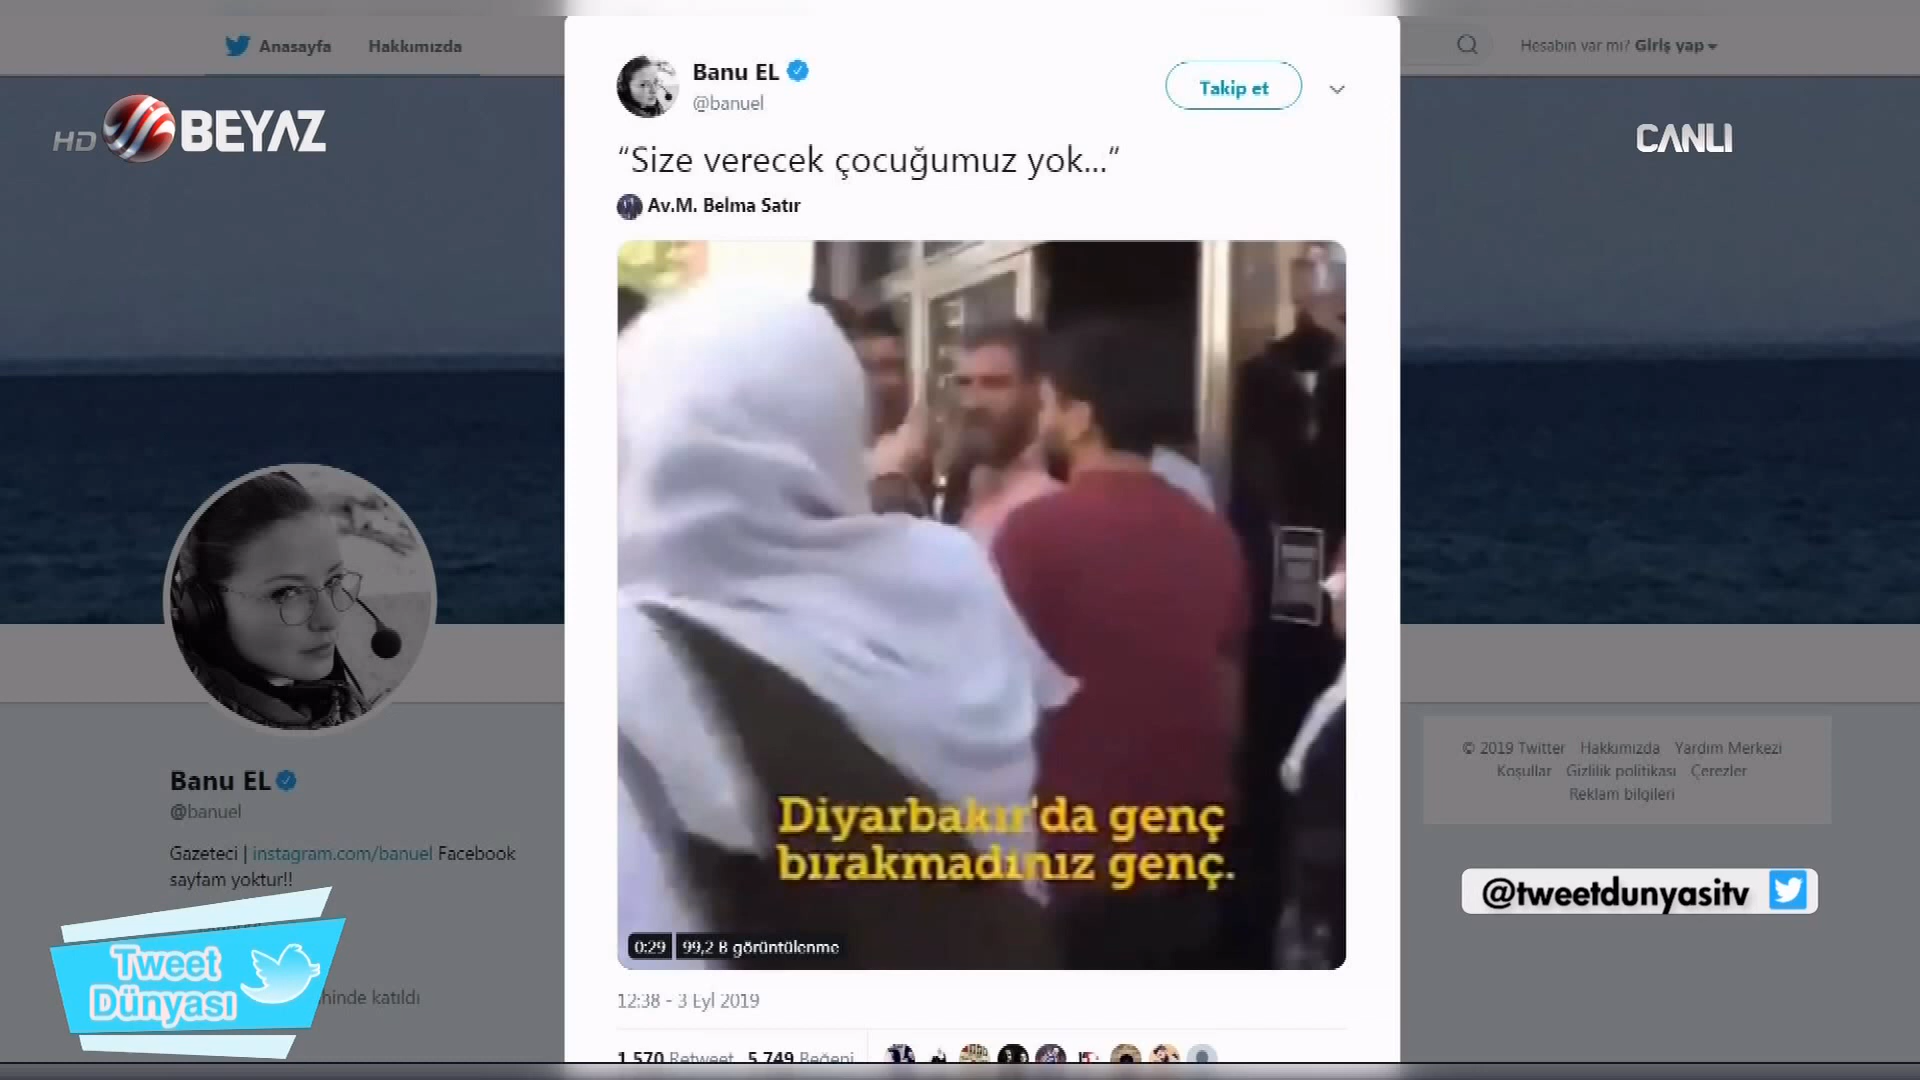 Anasayfa
Hakkımızda
Hesabın var mı? Giriş yap
HD BEYAZ
CANLI
Banu EL
@banuel
Takip et
“Size verecek çocuğumuz yok...”
Av.M. Belma Satır
Diyarbakır'da genç
bırakmadınız genç.
0:29
99,2 B görüntülenme
12:38 - 3 Eyl 2019
1.570 Retweet 5.749 Beğeni
Banu EL
@banuel
Gazeteci | instagram.com/banuel Facebook
sayfam yoktur!!
hinde katıldı
Tweet
Dünyası
© 2019 Twitter Hakkımızda Yardım Merkezi
Koşullar Gizlilik politikası Çerezler
Reklam bilgileri
@tweetdunyasitv